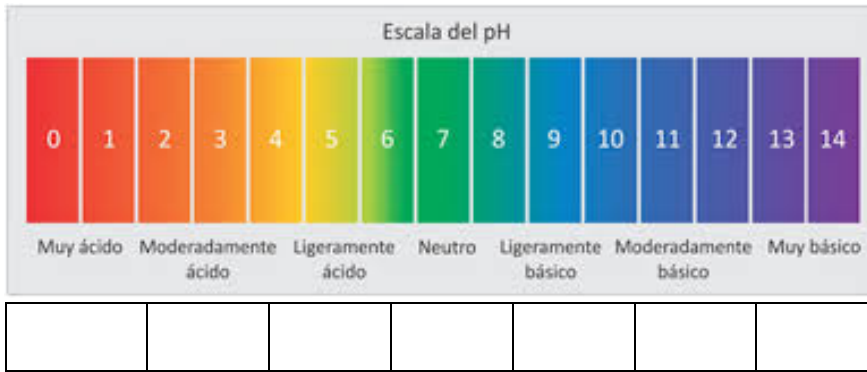 Escala del pH
0 1 2 3 4 5 6 7 8 9 10 11 12 13 14
Muy ácido Moderadamente ácido Ligeramente ácido Neutro Ligeramente básico Moderadamente básico Muy básico